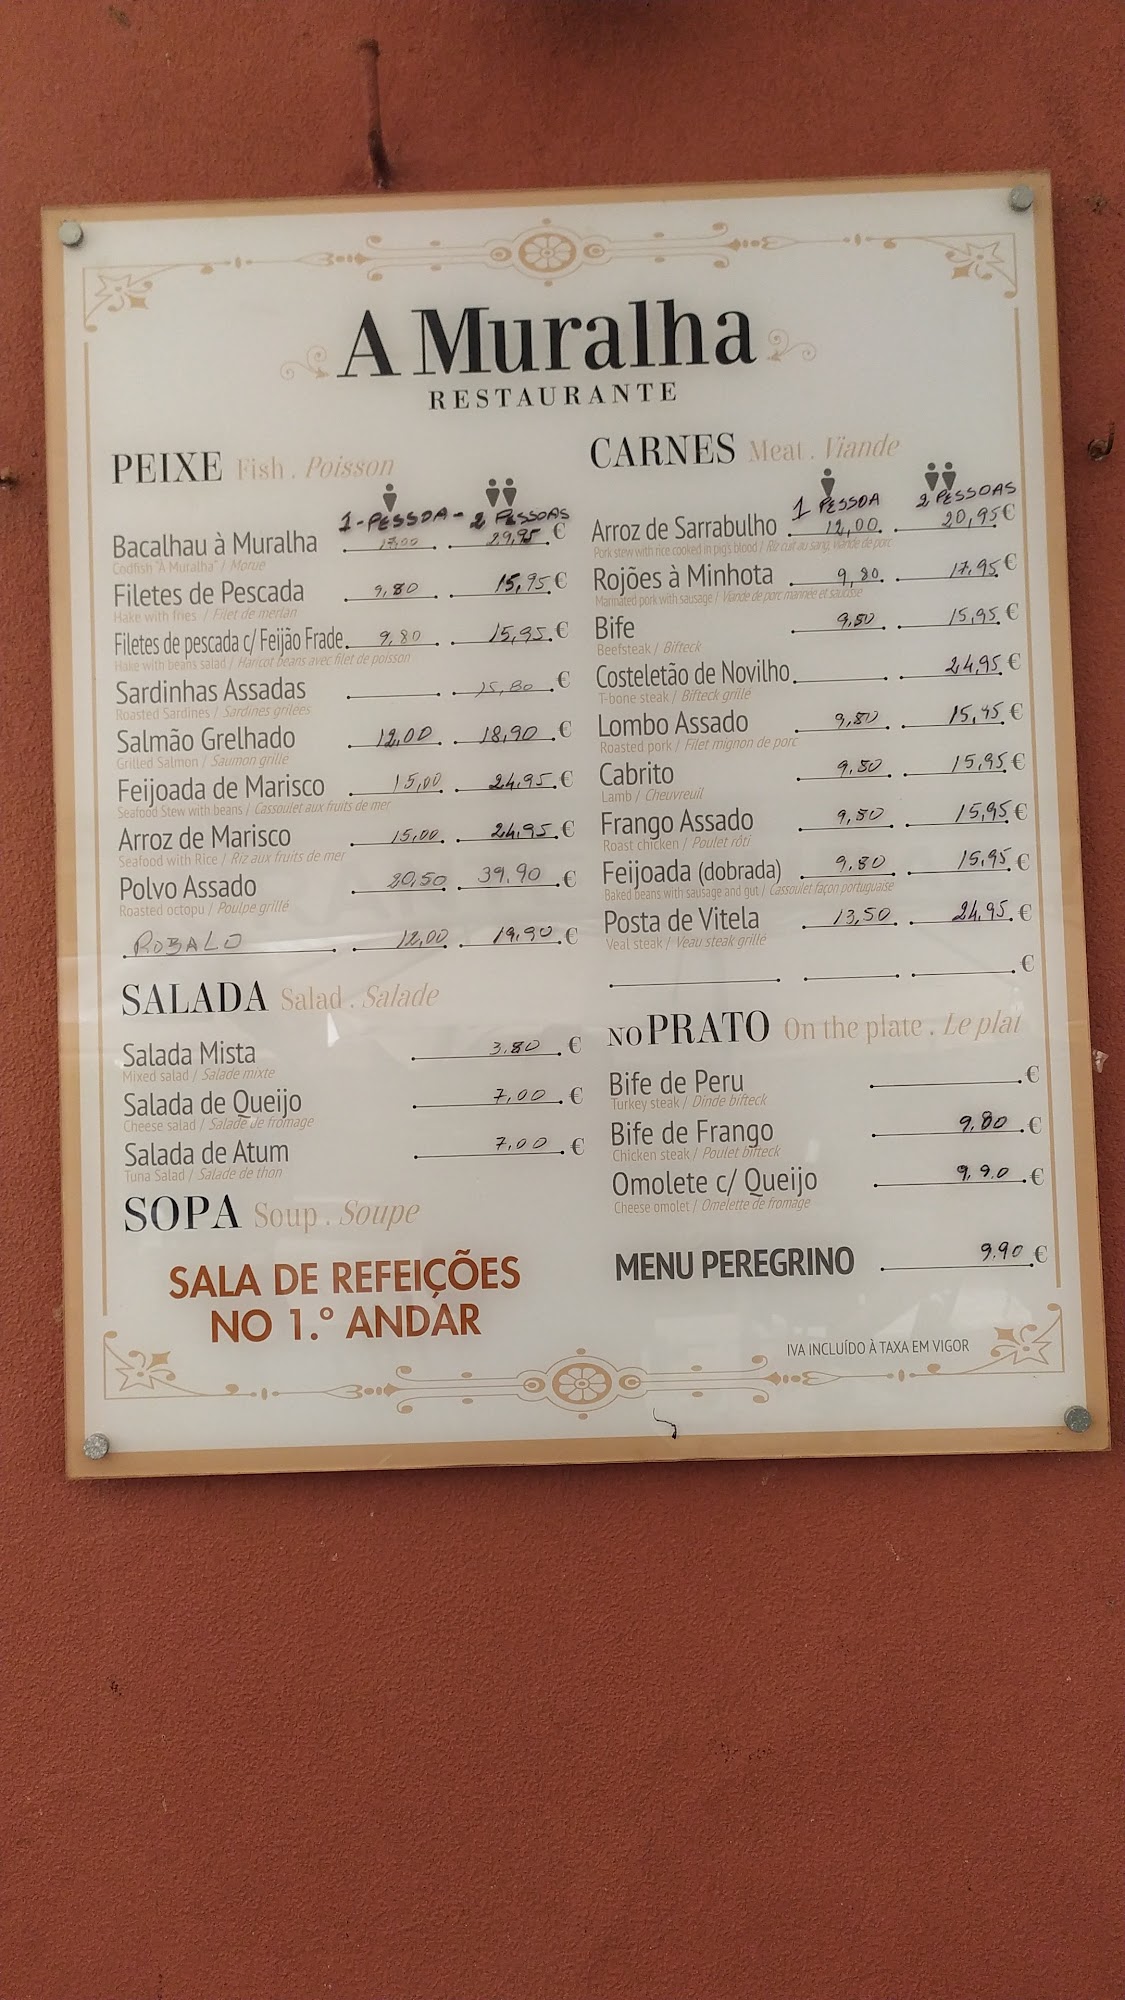 A Muralha
RESTAURANTE
PEIXE Fish . Poisson
1-PESSOA - 2 PESSOAS
Bacalhau à Muralha 29,95 €
Codfish "À Muralha" / Morue
Filetes de Pescada 9,80 15,95 €
Hake with fries / Filet de merlan
Filetes de pescada c/ Feijão Frade 9,80 15,95 €
Hake with beans salad / Haricot beans avec filet de poisson
Sardinhas Assadas 15,80 €
Roasted Sardines / Sardines grilées
Salmão Grelhado 12,00 18,90 €
Grilled Salmon / Saumon grille
Feijoada de Marisco 15,00 24,95 €
Seafood Stew with beans / Cassoulet aux fruits de mer
Arroz de Marisco 15,00 24,95 €
Seafood with Rice / Riz aux fruits de mer
Polvo Assado 20,50 39.90 €
Roasted octopu / Poulpe grillé
ROBALO 12,00 19,90 €
SALADA Salad . Salade
Salada Mista 3.80 €
Mixed salad / Salade mixte
Salada de Queijo 7,00 €
Cheese salad / Salade de fromage
Salada de Atum 7,00 €
Tuna Salad / Salade de thon
SOPA Soup . Soupe
SALA DE REFEIÇÕES
NO 1.º ANDAR
CARNES Meat . Viande
1 PESSOA 2 PESSOAS
Arroz de Sarrabulho 12,00 20,95 €
Pork stew with rice cooked in pig's blood / Riz cuit au sang, viande de porc
Rojões à Minhota 9,80 17,95 €
Marinated pork with sausage / Viande de porc marinée et saucisse
Bife 9,80 15,95 €
Beefsteak / Bifteck
Costeletão de Novilho 24,95 €
T-bone steak / Bifteck grillé
Lombo Assado 9,80 15,95 €
Roasted pork / Filet mignon de porc
Cabrito 9,80 15,95 €
Lamb / Cheuvreuil
Frango Assado 9,80 15,95 €
Roast chicken / Poulet rôti
Feijoada (dobrada) 9,80 15,95 €
Baked beans with sausage and gut / Cassoulet façon portuguaise
Posta de Vitela 13,50 24,95 €
Veal steak / Veau steak grille
€
NO PRATO On the plate . Le plat
Bife de Peru €
Turkey steak / Dinde bifteck
Bife de Frango 9.80 €
Chicken steak / Poulet bifteck
Omolete c/ Queijo 9,90 €
Cheese omolet / Omelette de fromage
MENU PEREGRINO 9.90 €
IVA INCLUÍDO À TAXA EM VIGOR